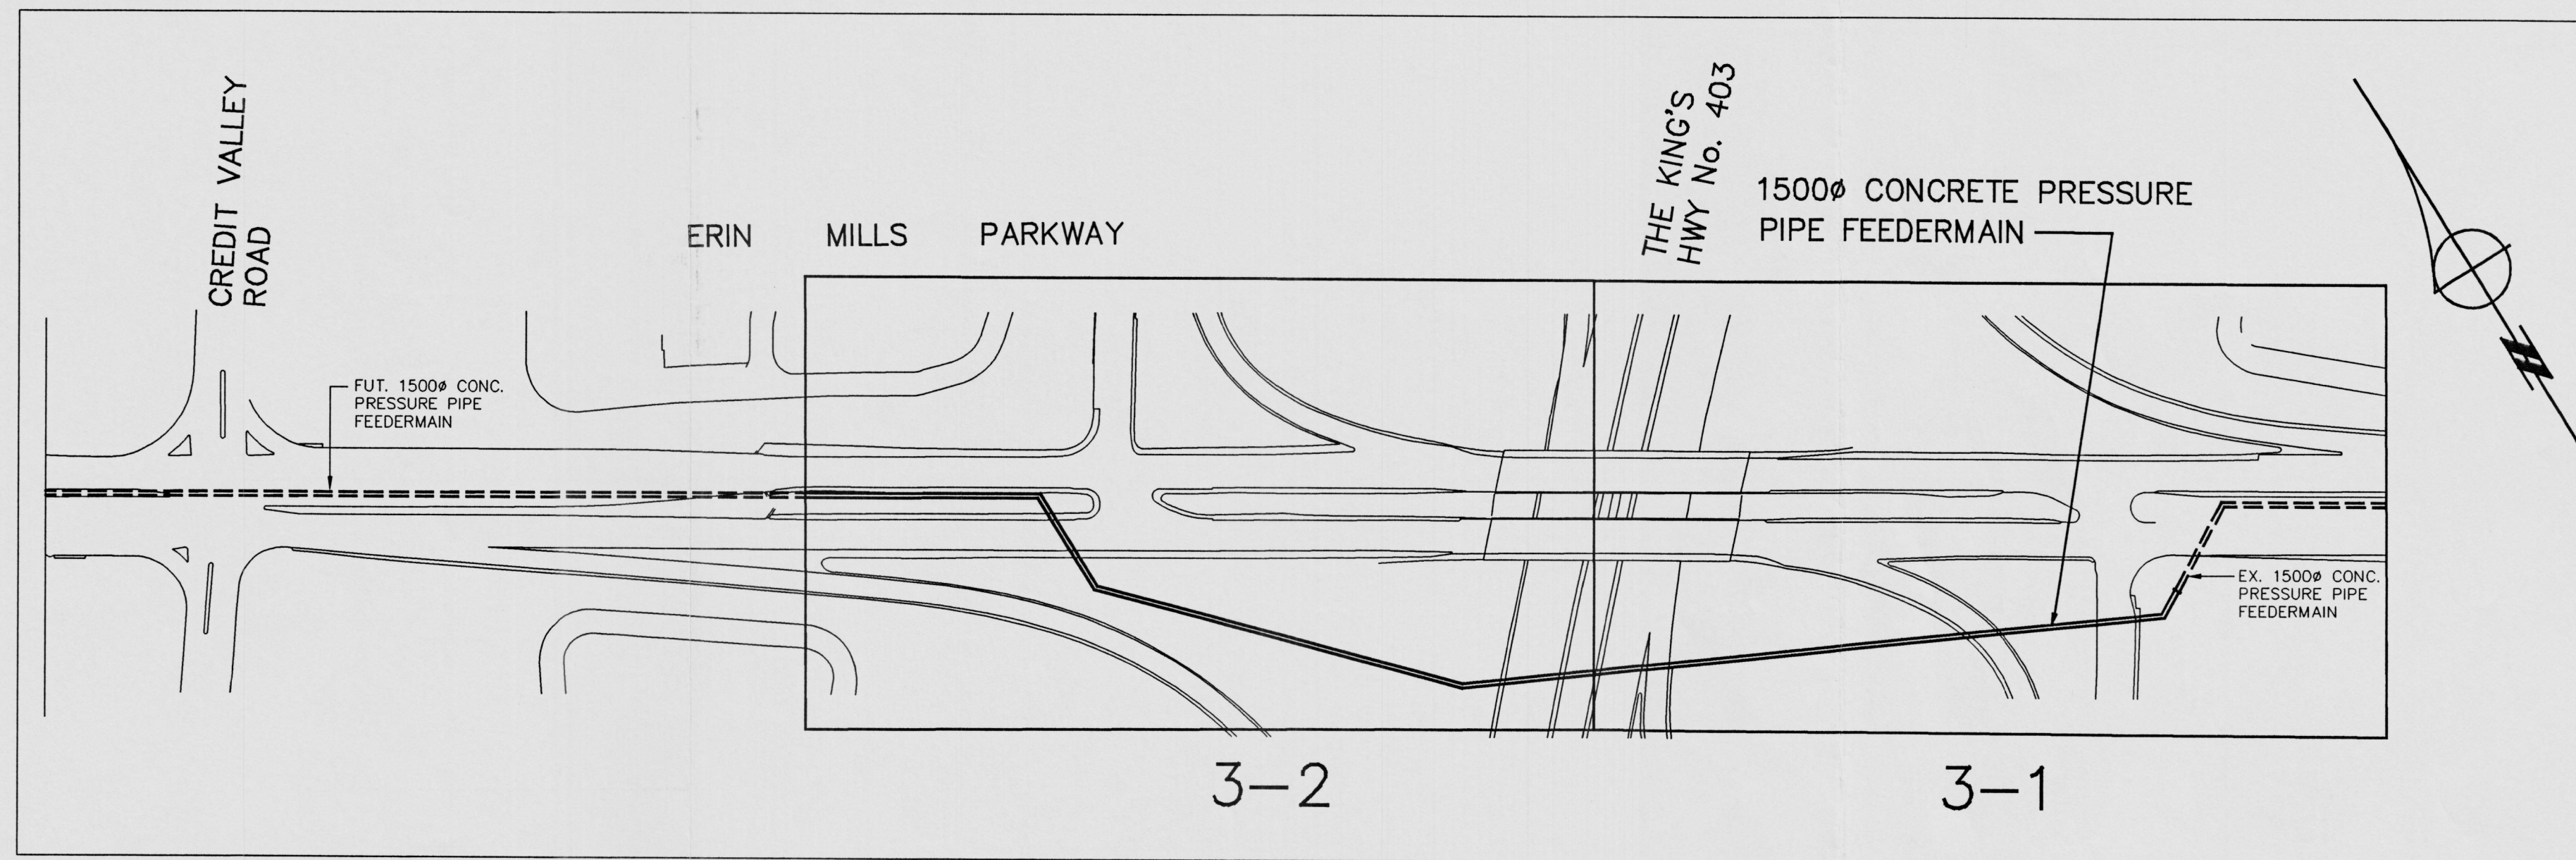 CREDIT VALLEY
ROAD
ERIN MILLS PARKWAY
THE KING'S
HWY No. 403
1500ø CONCRETE PRESSURE
PIPE FEEDERMAIN
N
FUT. 1500ø CONC.
PRESSURE PIPE
FEEDERMAIN
EX. 1500ø CONC.
PRESSURE PIPE
FEEDERMAIN
3-2
3-1